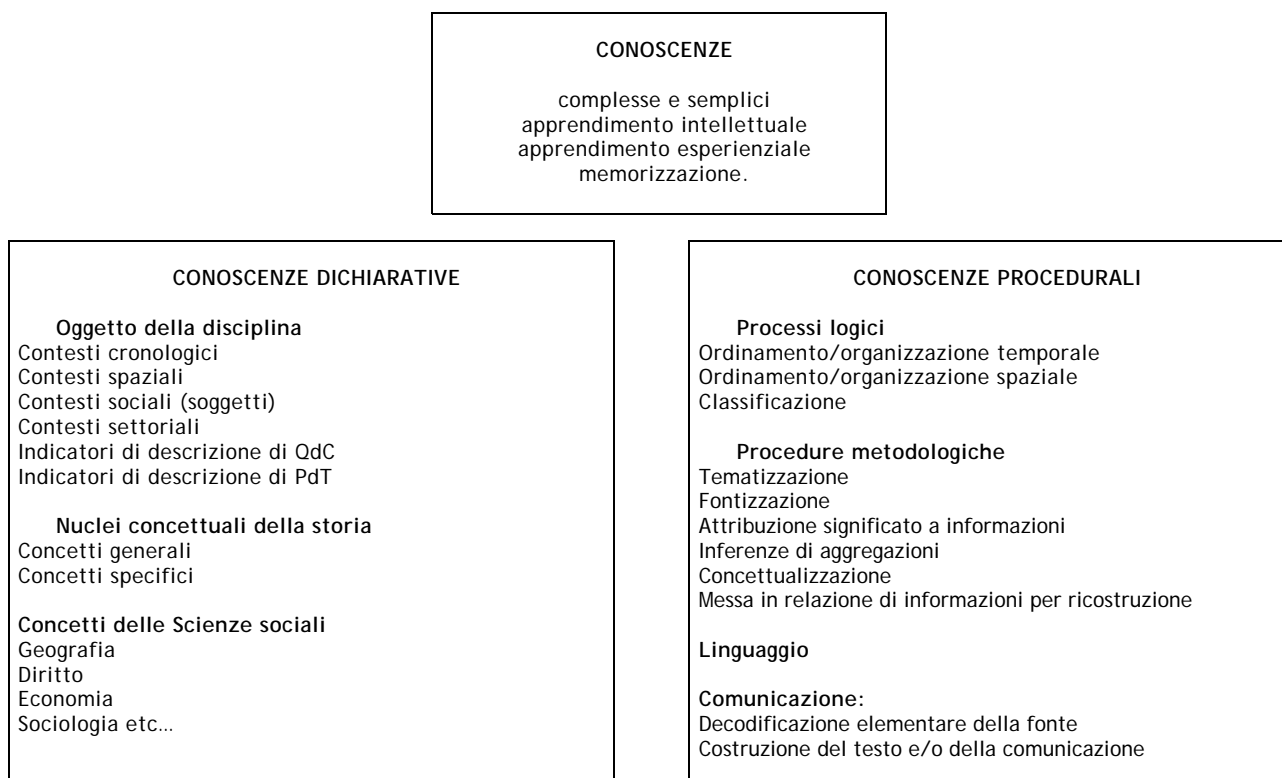 CONOSCENZE
complesse e semplici
apprendimento intellettuale
apprendimento esperienziale
memorizzazione.
CONOSCENZE DICHIARATIVE
Oggetto della disciplina
Contesti cronologici
Contesti spaziali
Contesti sociali (soggetti)
Contesti settoriali
Indicatori di descrizione di QdC
Indicatori di descrizione di PdT
Nuclei concettuali della storia
Concetti generali
Concetti specifici
Concetti delle Scienze sociali
Geografia
Diritto
Economia
Sociologia etc…
CONOSCENZE PROCEDURALI
Processi logici
Ordinamento/organizzazione temporale
Ordinamento/organizzazione spaziale
Classificazione
Procedure metodologiche
Tematizzazione
Fontizzazione
Attribuzione significato a informazioni
Inferenze di aggregazioni
Concettualizzazione
Messa in relazione di informazioni per ricostruzione
Linguaggio
Comunicazione:
Decodificazione elementare della fonte
Costruzione del testo e/o della comunicazione